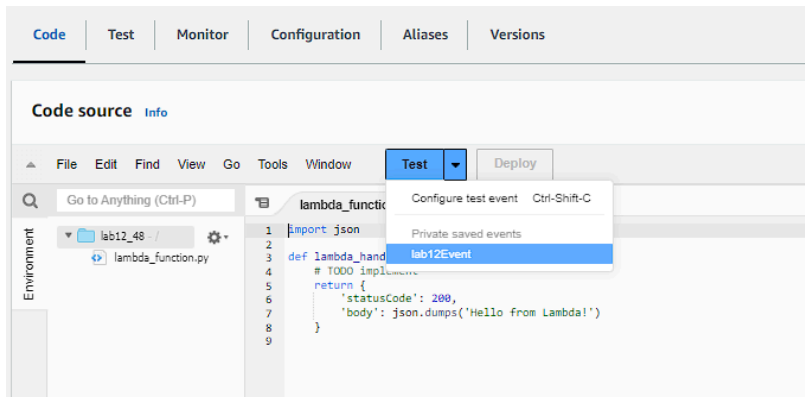 Code Test Monitor Configuration Aliases Versions
Code source Info
File Edit Find View Go Tools Window Test Deploy
Go to Anything (Ctrl-P)
lambda_functic
Configure test event Ctrl-Shift-C
Private saved events
lab12Event
Environment
lab12_48 - /
lambda_function.py
1 import json
2
3 def lambda_hand
4 # TODO implement
5 return {
6 'statusCode': 200,
7 'body': json.dumps('Hello from Lambda!')
8 }
9